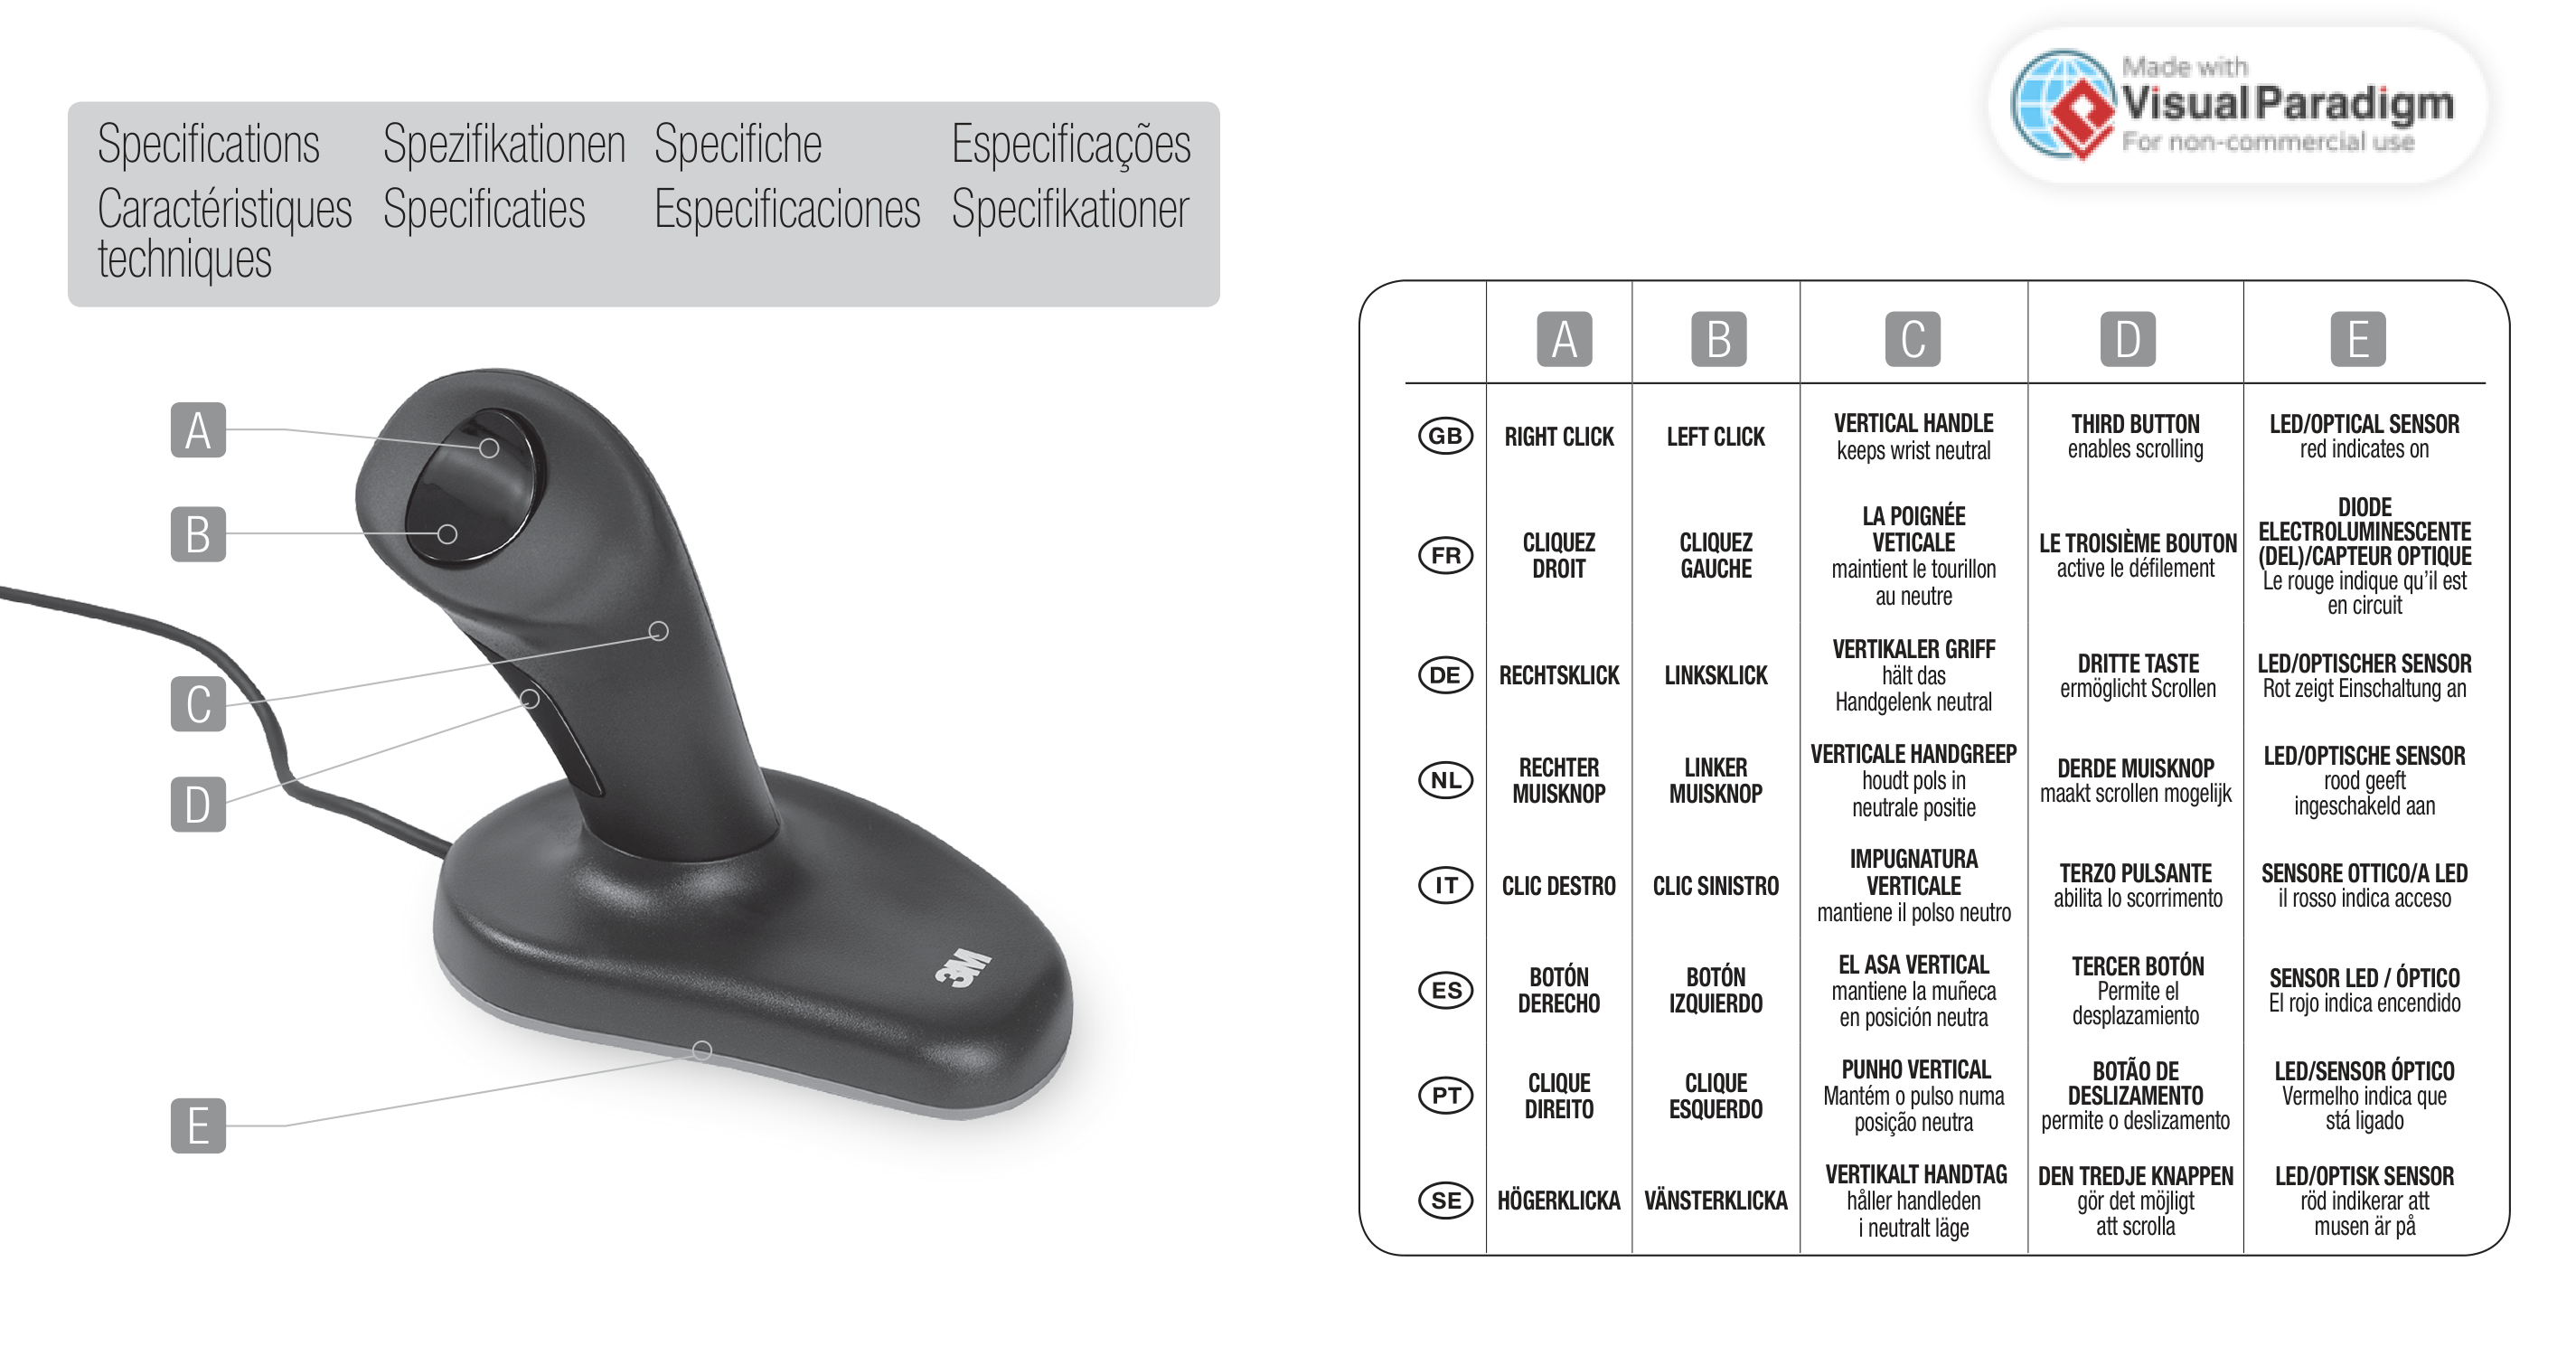 Made with
Visual Paradigm
For non-commercial use
Specifications Spezifikationen Specifiche Especificações
Caractéristiques techniques Specificaties Especificaciones Specifikationer
A
B
C
D
E
3M
A B C D E
GB RIGHT CLICK LEFT CLICK VERTICAL HANDLE keeps wrist neutral THIRD BUTTON enables scrolling LED/OPTICAL SENSOR red indicates on
FR CLIQUEZ DROIT CLIQUEZ GAUCHE LA POIGNÉE VETICALE maintient le tourillon au neutre LE TROISIÈME BOUTON active le défilement DIODE ELECTROLUMINESCENTE (DEL)/CAPTEUR OPTIQUE Le rouge indique qu'il est en circuit
DE RECHTSKLICK LINKSKLICK VERTIKALER GRIFF hält das Handgelenk neutral DRITTE TASTE ermöglicht Scrollen LED/OPTISCHER SENSOR Rot zeigt Einschaltung an
NL RECHTER MUISKNOP LINKER MUISKNOP VERTICALE HANDGREEP houdt pols in neutrale positie DERDE MUISKNOP maakt scrollen mogelijk LED/OPTISCHE SENSOR rood geeft ingeschakeld aan
IT CLIC DESTRO CLIC SINISTRO IMPUGNATURA VERTICALE mantiene il polso neutro TERZO PULSANTE abilita lo scorrimento SENSORE OTTICO/A LED il rosso indica acceso
ES BOTÓN DERECHO BOTÓN IZQUIERDO EL ASA VERTICAL mantiene la muñeca en posición neutra TERCER BOTÓN Permite el desplazamiento SENSOR LED / ÓPTICO El rojo indica encendido
PT CLIQUE DIREITO CLIQUE ESQUERDO PUNHO VERTICAL Mantém o pulso numa posição neutra BOTÃO DE DESLIZAMENTO permite o deslizamento LED/SENSOR ÓPTICO Vermelho indica que stá ligado
SE HÖGERKLICKA VÄNSTERKLICKA VERTIKALT HANDTAG håller handleden i neutralt läge DEN TREDJE KNAPPEN gör det möjligt att scrolla LED/OPTISK SENSOR röd indikerar att musen är på